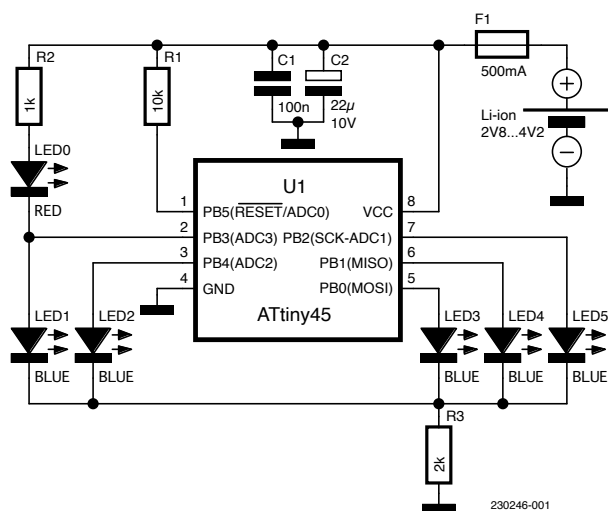 F1
500mA
R2
1k
R1
10k
C1
100n
C2
22µ
10V
Li-ion
2V8...4V2
+
−
LED0
RED
U1
1
PB5(RESET/ADC0)
VCC
8
2
PB3(ADC3)
PB2(SCK-ADC1)
7
3
PB4(ADC2)
PB1(MISO)
6
4
GND
PB0(MOSI)
5
ATtiny45
LED1
BLUE
LED2
BLUE
LED3
BLUE
LED4
BLUE
LED5
BLUE
R3
2k
230246-001